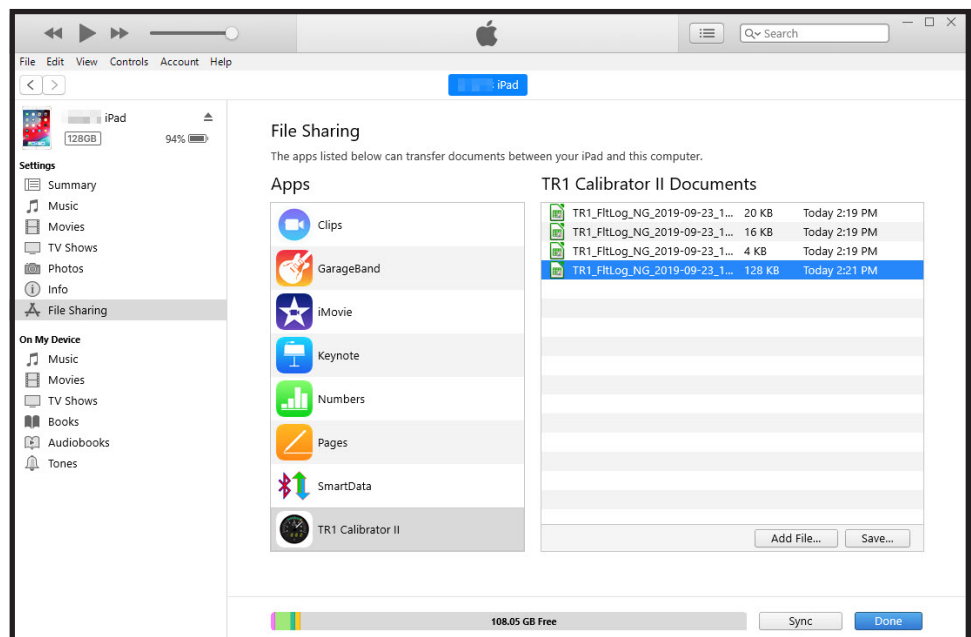 Search
File Edit View Controls Account Help
iPad
iPad
128GB 94%
Settings
Summary
Music
Movies
TV Shows
Photos
Info
File Sharing
On My Device
Music
Movies
TV Shows
Books
Audiobooks
Tones
File Sharing
The apps listed below can transfer documents between your iPad and this computer.
Apps
Clips
GarageBand
iMovie
Keynote
Numbers
Pages
SmartData
TR1 Calibrator II
TR1 Calibrator II Documents
TR1_FltLog_NG_2019-09-23_1... 20 KB Today 2:19 PM
TR1_FltLog_NG_2019-09-23_1... 16 KB Today 2:19 PM
TR1_FltLog_NG_2019-09-23_1... 4 KB Today 2:19 PM
TR1_FltLog_NG_2019-09-23_1... 128 KB Today 2:21 PM
Add File... Save...
108.05 GB Free Sync Done